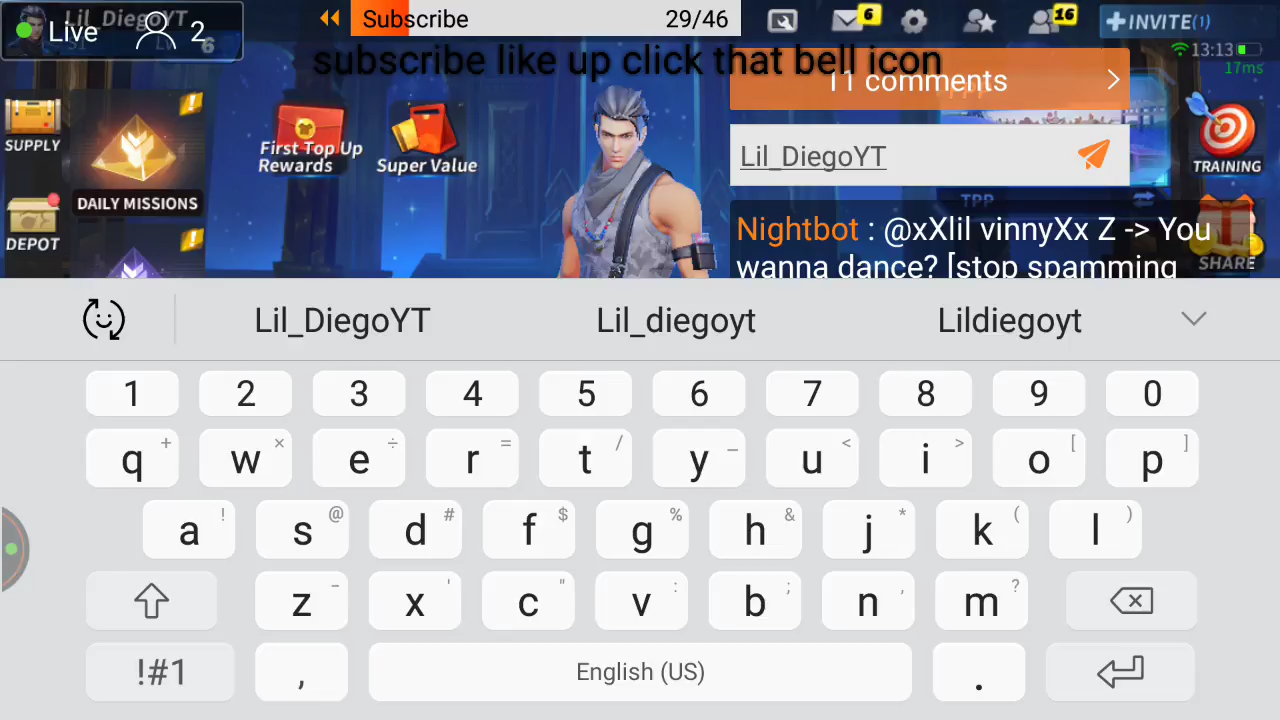 Lil_DiegoYT
Live 2
Subscribe 29/46
6
16
INVITE(1)
subscribe like up click that bell icon
13:13
17ms
11 comments
SUPPLY
First Top Up
Rewards
Super Value
Lil_DiegoYT
TRAINING
DAILY MISSIONS
TPP
DEPOT
Nightbot : @xXlil vinnyXx Z -> You
wanna dance? [stop spamming
SHARE
Lil_DiegoYT Lil_diegoyt Lildiegoyt
1 2 3 4 5 6 7 8 9 0
q + w × e ÷ r = t / y _ u < i > o [ p ]
a ! s @ d # f $ g % h & j * k ( l )
z - x ' c " v : b ; n , m ?
!#1 , English (US) .